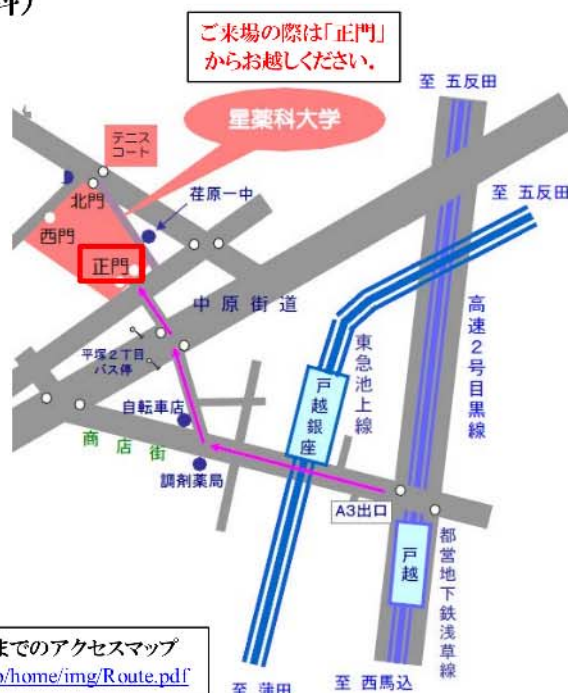 科）
ご来場の際は「正門」
からお越しください．
至 五反田
星薬科大学
テニス
コート
北門
荏原一中
至 五反田
西門
正門
中原街道
高速２号目黒線
平塚２丁目
バス停
東急池上線
戸越銀座
自転車店
商店街
調剤薬局
A3出口
戸越
都営地下鉄浅草線
までのアクセスマップ
/home/img/Route.pdf
至 蒲田
至 西馬込